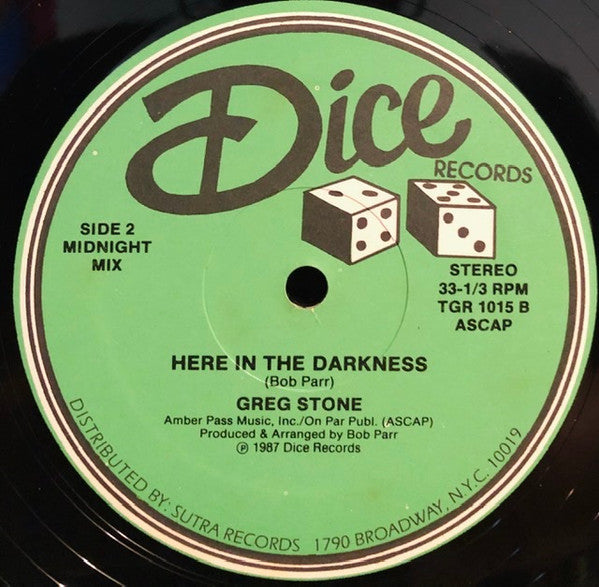 Dice
RECORDS
SIDE 2
MIDNIGHT
MIX
STEREO
33-1/3 RPM
TGR 1015 B
ASCAP
HERE IN THE DARKNESS
(Bob Parr)
GREG STONE
Amber Pass Music, Inc./On Par Publ. (ASCAP)
Produced & Arranged by Bob Parr
℗ 1987 Dice Records
DISTRIBUTED BY: SUTRA RECORDS 1790 BROADWAY, N.Y.C. 10019